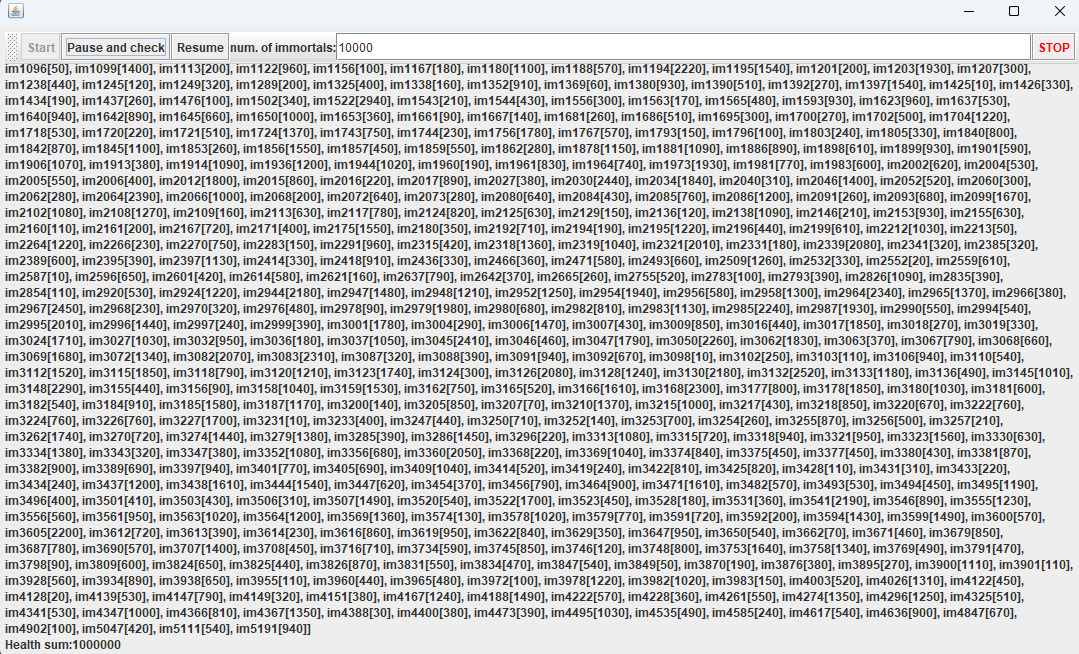 Start Pause and check Resume num. of immortals: 10000 STOP
im1096[50], im1099[1400], im1113[200], im1122[960], im1156[100], im1167[180], im1180[1100], im1188[570], im1194[2220], im1195[1540], im1201[200], im1203[1930], im1207[300],
im1238[440], im1245[120], im1249[320], im1289[200], im1325[400], im1338[160], im1352[910], im1369[60], im1380[930], im1390[510], im1392[270], im1397[1540], im1425[10], im1426[330],
im1434[190], im1437[260], im1476[100], im1502[340], im1522[2940], im1543[210], im1544[430], im1556[300], im1563[170], im1565[480], im1593[930], im1623[960], im1637[530],
im1640[940], im1642[890], im1645[660], im1650[1000], im1653[360], im1661[90], im1667[140], im1681[260], im1686[510], im1695[300], im1700[270], im1702[500], im1704[1220],
im1718[530], im1720[220], im1721[510], im1724[1370], im1743[750], im1744[230], im1756[1780], im1767[570], im1793[150], im1796[100], im1803[240], im1805[330], im1840[800],
im1842[870], im1845[1100], im1853[260], im1856[1550], im1857[450], im1859[550], im1862[280], im1878[1150], im1881[1090], im1886[890], im1898[610], im1899[930], im1901[590],
im1906[1070], im1913[380], im1914[1090], im1936[1200], im1944[1020], im1960[190], im1961[830], im1964[740], im1973[1930], im1981[770], im1983[600], im2002[620], im2004[530],
im2005[550], im2006[400], im2012[1800], im2015[860], im2016[220], im2017[890], im2027[380], im2030[2440], im2034[1840], im2040[310], im2046[1400], im2052[520], im2060[300],
im2062[280], im2064[2390], im2066[1000], im2068[200], im2072[640], im2073[280], im2080[640], im2084[430], im2085[760], im2086[1200], im2091[260], im2093[680], im2099[1670],
im2102[1080], im2108[1270], im2109[160], im2113[630], im2117[780], im2124[820], im2125[630], im2129[150], im2136[120], im2138[1090], im2146[210], im2153[930], im2155[630],
im2160[110], im2161[200], im2167[720], im2171[400], im2175[1550], im2180[350], im2192[710], im2194[190], im2195[1220], im2196[440], im2199[610], im2212[1030], im2213[50],
im2264[1220], im2266[230], im2270[750], im2283[150], im2291[960], im2315[420], im2318[1360], im2319[1040], im2321[2010], im2331[180], im2339[2080], im2341[320], im2385[320],
im2389[600], im2395[390], im2397[1130], im2414[330], im2418[910], im2436[330], im2466[360], im2471[580], im2493[660], im2509[1260], im2532[330], im2552[20], im2559[610],
im2587[10], im2596[650], im2601[420], im2614[580], im2621[160], im2637[790], im2642[370], im2665[260], im2755[520], im2783[100], im2793[390], im2826[1090], im2835[390],
im2854[110], im2920[530], im2924[1220], im2944[2180], im2947[1480], im2948[1210], im2952[1250], im2954[1940], im2956[580], im2958[1300], im2964[2340], im2965[1370], im2966[380],
im2967[2450], im2968[230], im2970[320], im2976[480], im2978[90], im2979[1980], im2980[680], im2982[810], im2983[1130], im2985[2240], im2987[1930], im2990[550], im2994[540],
im2995[2010], im2996[1440], im2997[240], im2999[390], im3001[1780], im3004[290], im3006[1470], im3007[430], im3009[850], im3016[440], im3017[1850], im3018[270], im3019[330],
im3024[1710], im3027[1030], im3032[950], im3036[180], im3037[1050], im3045[2410], im3046[460], im3047[1790], im3050[2260], im3062[1830], im3063[370], im3067[790], im3068[660],
im3069[1680], im3072[1340], im3082[2070], im3083[2310], im3087[320], im3088[390], im3091[940], im3092[670], im3098[10], im3102[250], im3103[110], im3106[940], im3110[540],
im3112[1520], im3115[1850], im3118[790], im3120[1210], im3123[1740], im3124[300], im3126[2080], im3128[1240], im3130[2180], im3132[2520], im3133[1180], im3136[490], im3145[1010],
im3148[2290], im3155[440], im3156[90], im3158[1040], im3159[1530], im3162[750], im3165[520], im3166[1610], im3168[2300], im3177[800], im3178[1850], im3180[1030], im3181[600],
im3182[540], im3184[910], im3185[1580], im3187[1170], im3200[140], im3205[850], im3207[70], im3210[1370], im3215[1000], im3217[430], im3218[850], im3220[670], im3222[760],
im3224[760], im3226[760], im3227[1700], im3231[10], im3233[400], im3247[440], im3250[710], im3252[140], im3253[700], im3254[260], im3255[870], im3256[500], im3257[210],
im3262[1740], im3270[720], im3274[1440], im3279[1380], im3285[390], im3286[1450], im3296[220], im3313[1080], im3315[720], im3318[940], im3321[950], im3323[1560], im3330[630],
im3334[1380], im3343[320], im3347[380], im3352[1080], im3356[680], im3360[2050], im3368[220], im3369[1040], im3374[840], im3375[450], im3377[450], im3380[430], im3381[870],
im3382[900], im3389[690], im3397[940], im3401[770], im3405[690], im3409[1040], im3414[520], im3419[240], im3422[810], im3425[820], im3428[110], im3431[310], im3433[220],
im3434[240], im3437[1200], im3438[1610], im3444[1540], im3447[620], im3454[370], im3456[790], im3464[900], im3471[1610], im3482[570], im3493[530], im3494[450], im3495[1190],
im3496[400], im3501[410], im3503[430], im3506[310], im3507[1490], im3520[540], im3522[1700], im3523[450], im3528[180], im3531[360], im3541[2190], im3546[890], im3555[1230],
im3556[560], im3561[950], im3563[1020], im3564[1200], im3569[1360], im3574[130], im3578[1020], im3579[770], im3591[720], im3592[200], im3594[1430], im3599[1490], im3600[570],
im3605[2200], im3612[720], im3613[390], im3614[230], im3616[860], im3619[950], im3622[840], im3629[350], im3647[950], im3650[540], im3662[70], im3671[460], im3679[850],
im3687[780], im3690[570], im3707[1400], im3708[450], im3716[710], im3734[590], im3745[850], im3746[120], im3748[800], im3753[1640], im3758[1340], im3769[490], im3791[470],
im3798[90], im3809[600], im3824[650], im3825[440], im3826[870], im3831[550], im3834[470], im3847[540], im3849[50], im3870[190], im3876[380], im3895[270], im3900[1110], im3901[110],
im3928[560], im3934[890], im3938[650], im3955[110], im3960[440], im3965[480], im3972[100], im3978[1220], im3982[1020], im3983[150], im4003[520], im4026[1310], im4122[450],
im4128[20], im4139[530], im4147[790], im4149[320], im4151[380], im4167[1240], im4188[1490], im4222[570], im4228[360], im4261[550], im4274[1350], im4296[1250], im4325[510],
im4341[530], im4347[1000], im4366[810], im4367[1350], im4388[30], im4400[380], im4473[390], im4495[1030], im4535[490], im4585[240], im4617[540], im4636[900], im4847[670],
im4902[100], im5047[420], im5111[540], im5191[940]]
Health sum:1000000